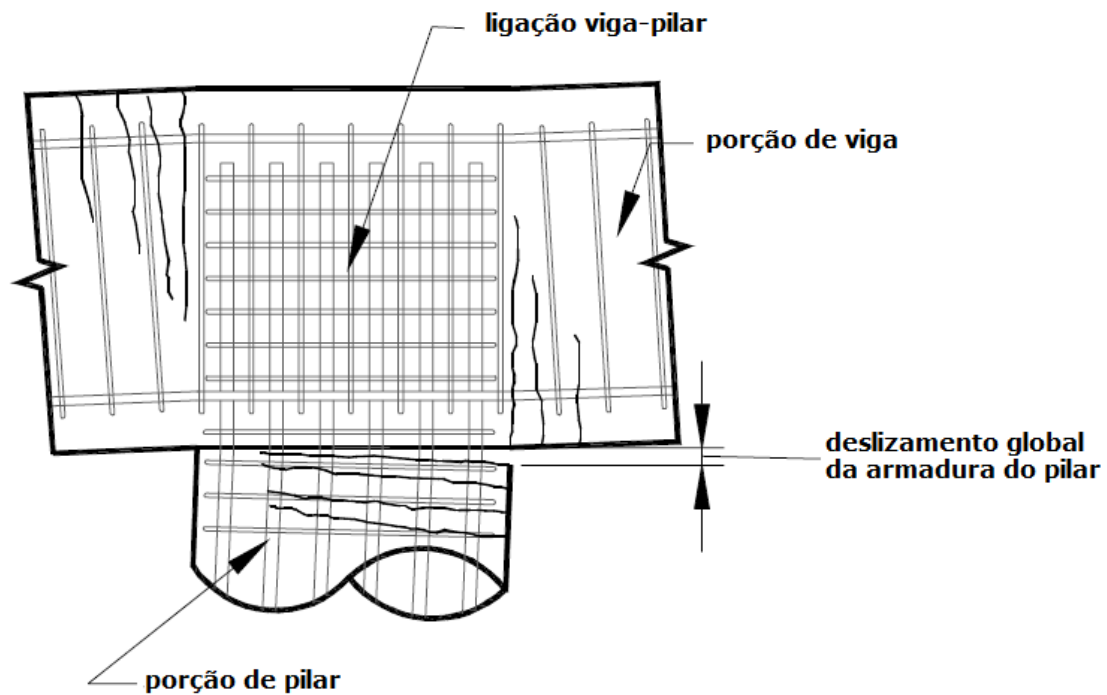 ligação viga-pilar
porção de viga
deslizamento global
da armadura do pilar
porção de pilar